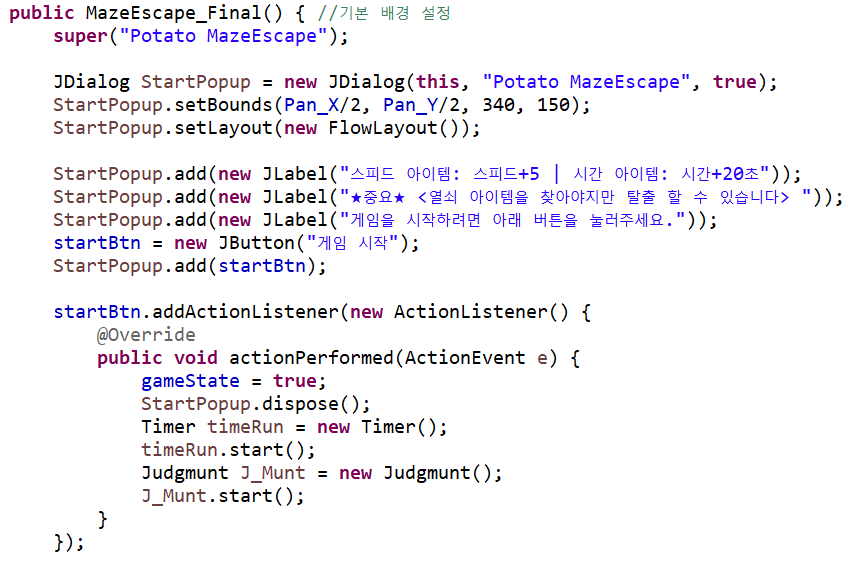 public MazeEscape_Final() { //기본 배경 설정
super("Potato MazeEscape");
JDialog StartPopup = new JDialog(this, "Potato MazeEscape", true);
StartPopup.setBounds(Pan_X/2, Pan_Y/2, 340, 150);
StartPopup.setLayout(new FlowLayout());
StartPopup.add(new JLabel("스피드 아이템: 스피드+5 | 시간 아이템: 시간+20초"));
StartPopup.add(new JLabel("★중요★ <열쇠 아이템을 찾아야지만 탈출 할 수 있습니다> "));
StartPopup.add(new JLabel("게임을 시작하려면 아래 버튼을 눌러주세요."));
startBtn = new JButton("게임 시작");
StartPopup.add(startBtn);
startBtn.addActionListener(new ActionListener() {
@Override
public void actionPerformed(ActionEvent e) {
gameState = true;
StartPopup.dispose();
Timer timeRun = new Timer();
timeRun.start();
Judgmunt J_Munt = new Judgmunt();
J_Munt.start();
}
});